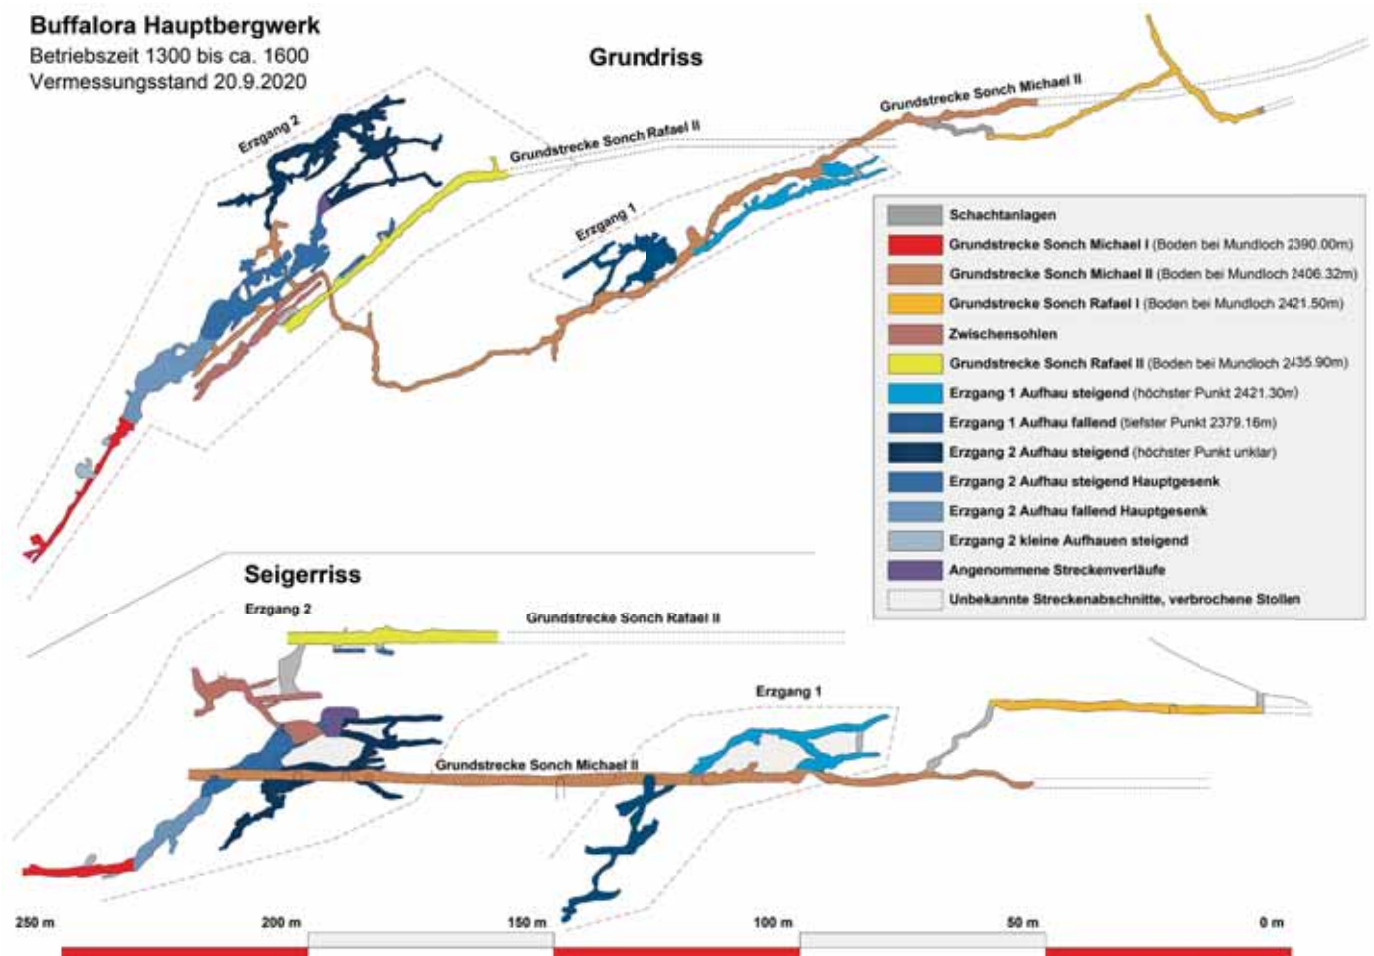 Buffalora Hauptbergwerk
Betriebszeit 1300 bis ca. 1600
Vermessungsstand 20.9.2020
Grundriss
Erzgang 2
Grundstrecke Sonch Rafael II
Grundstrecke Sonch Michael II
Erzgang 1
Schachtanlagen
Grundstrecke Sonch Michael I (Boden bei Mundloch 2390.00m)
Grundstrecke Sonch Michael II (Boden bei Mundloch 2406.32m)
Grundstrecke Sonch Rafael I (Boden bei Mundloch 2421.50m)
Zwischensohlen
Grundstrecke Sonch Rafael II (Boden bei Mundloch 2435.90m)
Erzgang 1 Aufhau steigend (höchster Punkt 2421.30m)
Erzgang 1 Aufhau fallend (tiefster Punkt 2379.16m)
Erzgang 2 Aufhau steigend (höchster Punkt unklar)
Erzgang 2 Aufhau steigend Hauptgesenk
Erzgang 2 Aufhau fallend Hauptgesenk
Erzgang 2 kleine Aufhauen steigend
Angenommene Streckenverläufe
Unbekannte Streckenabschnitte, verbrochene Stollen
Seigerriss
Erzgang 2
Grundstrecke Sonch Rafael II
Erzgang 1
Grundstrecke Sonch Michael II
250 m 200 m 150 m 100 m 50 m 0 m